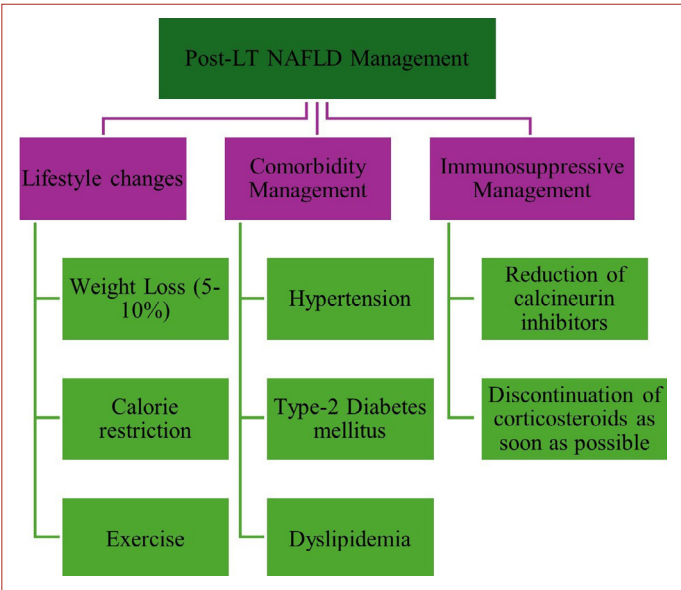 Post-LT NAFLD Management
Lifestyle changes
Comorbidity
Management
Immunosuppressive
Management
Weight Loss (5-
10%)
Calorie
restriction
Exercise
Hypertension
Type-2 Diabetes
mellitus
Dyslipidemia
Reduction of
calcineurin
inhibitors
Discontinuation of
corticosteroids as
soon as possible